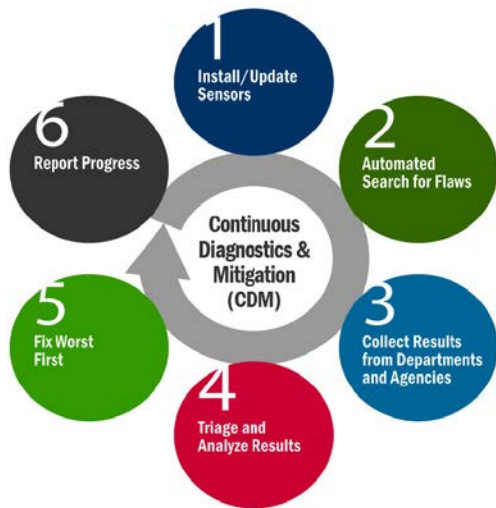 1
Install/Update
Sensors
2
Automated
Search for Flaws
3
Collect Results
from Departments
and Agencies
4
Triage and
Analyze Results
5
Fix Worst
First
6
Report Progress
Continuous
Diagnostics &
Mitigation
(CDM)